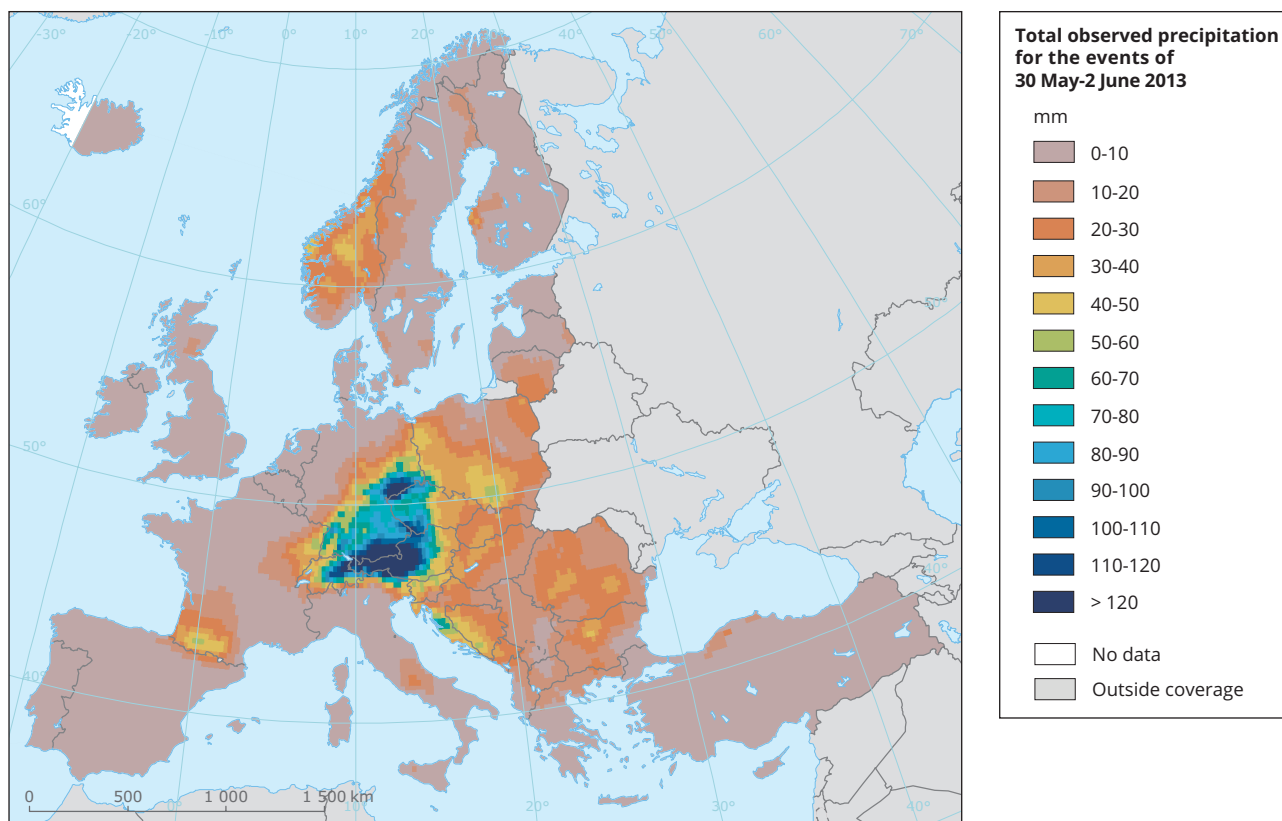 -30° -20° -10° 0° 10° 20° 30° 40° 50° 60° 70°
60°
50°
40°
50°
40°
0 500 1 000 1 500 km
0° 10° 20° 30° 40°
Total observed precipitation
for the events of
30 May-2 June 2013
mm
0-10
10-20
20-30
30-40
40-50
50-60
60-70
70-80
80-90
90-100
100-110
110-120
> 120
No data
Outside coverage